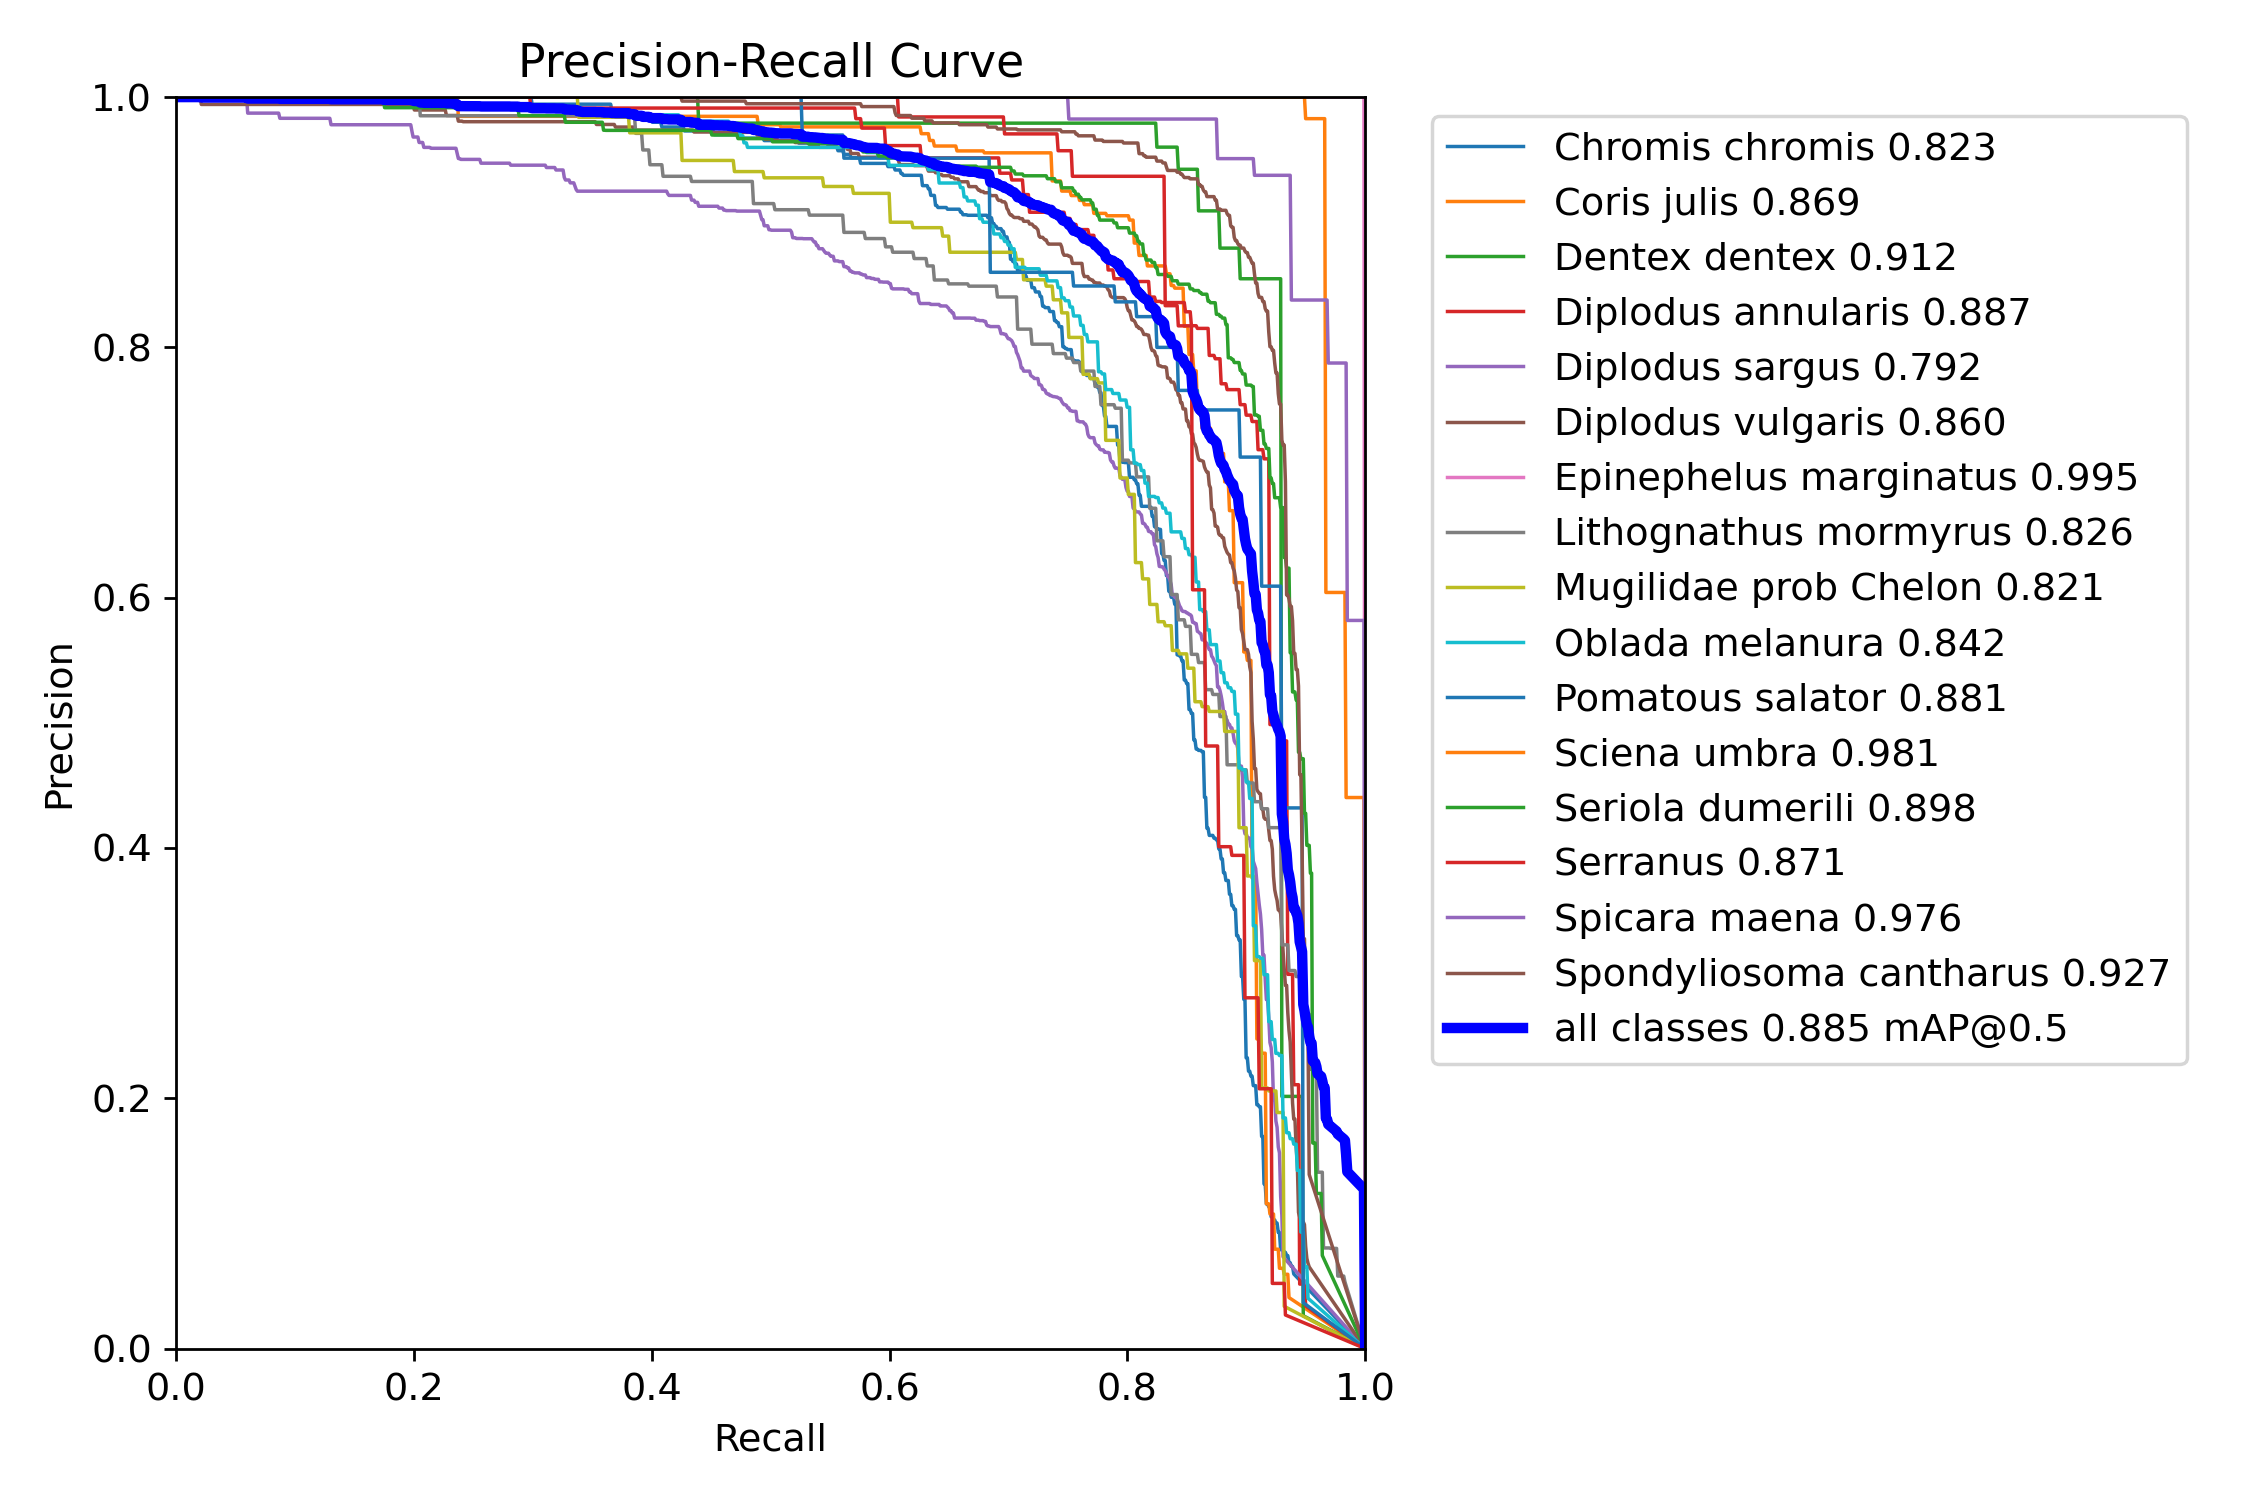 Precision-Recall Curve
1.0
0.8
0.6
0.4
0.2
0.0
Precision
0.0 0.2 0.4 0.6 0.8 1.0
Recall
Chromis chromis 0.823
Coris julis 0.869
Dentex dentex 0.912
Diplodus annularis 0.887
Diplodus sargus 0.792
Diplodus vulgaris 0.860
Epinephelus marginatus 0.995
Lithognathus mormyrus 0.826
Mugilidae prob Chelon 0.821
Oblada melanura 0.842
Pomatous salator 0.881
Sciena umbra 0.981
Seriola dumerili 0.898
Serranus 0.871
Spicara maena 0.976
Spondyliosoma cantharus 0.927
all classes 0.885 mAP@0.5